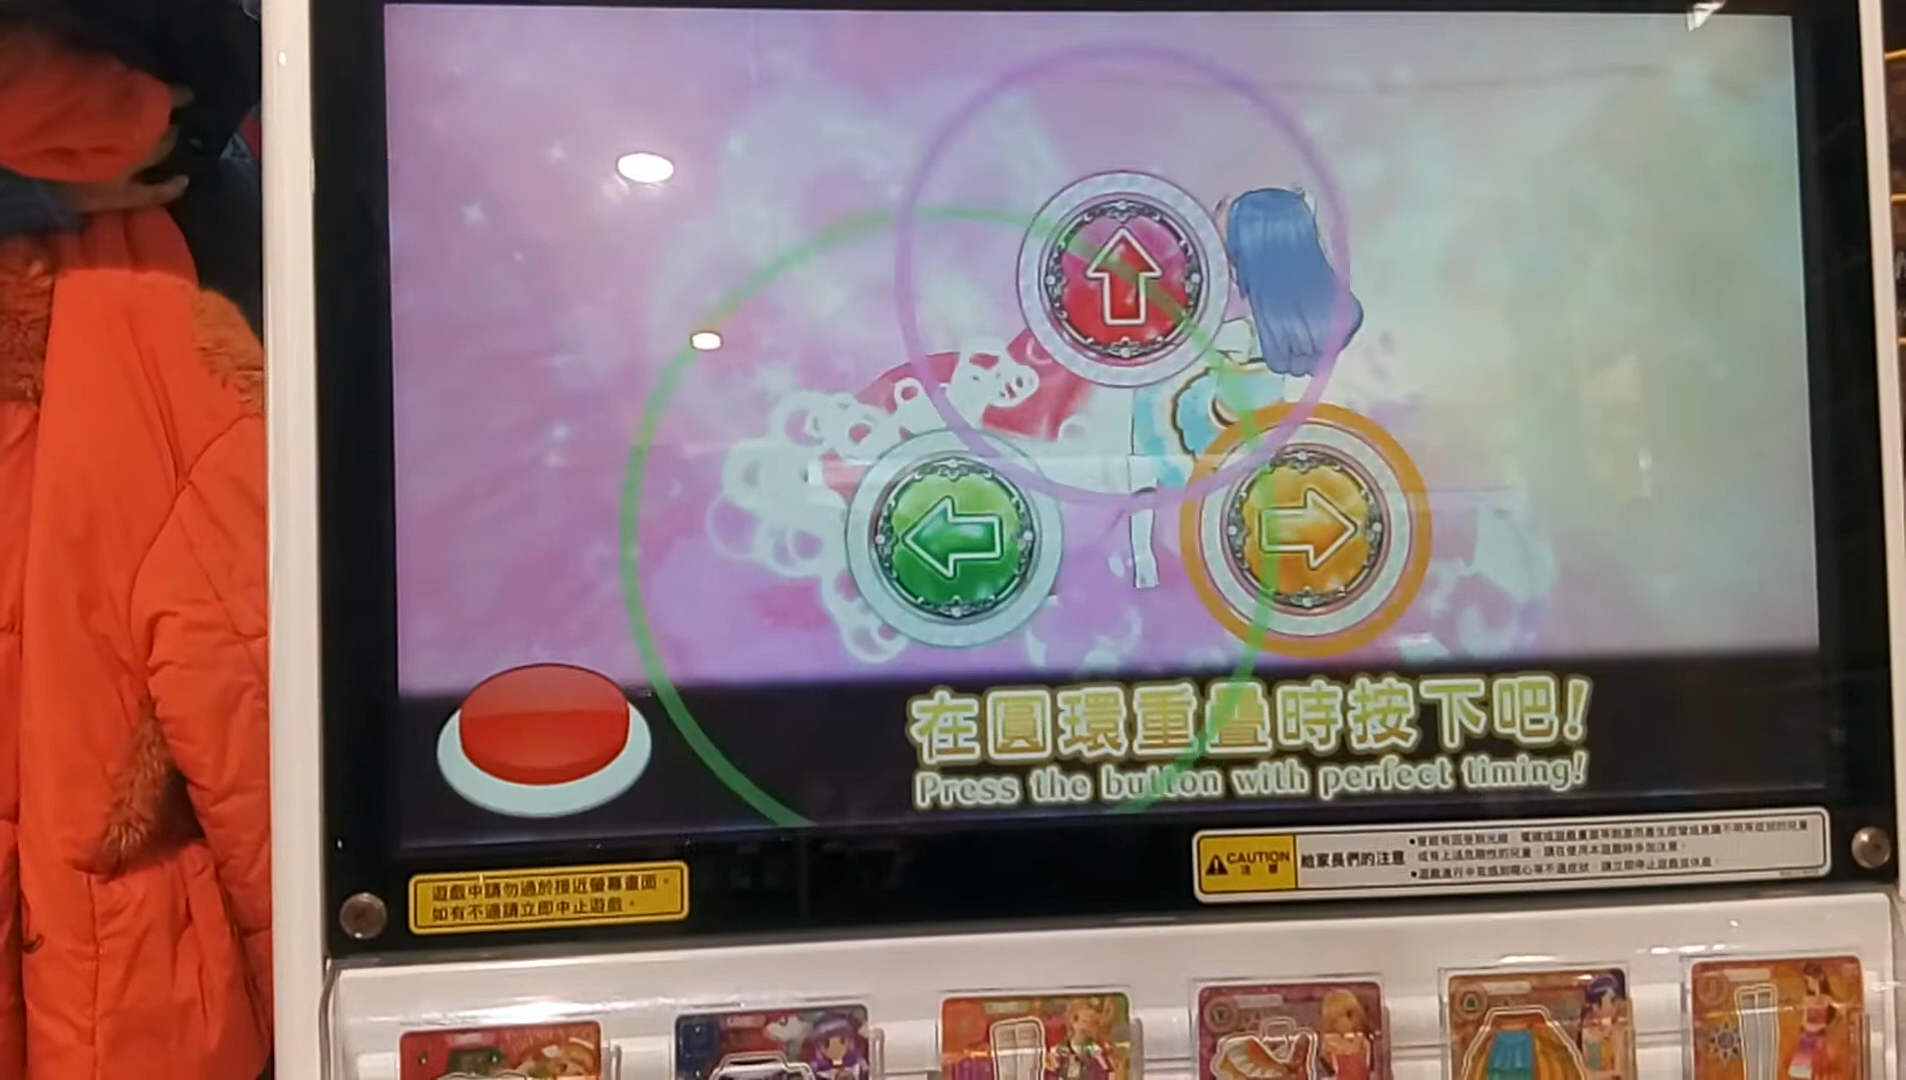 在圓環重疊時按下吧!
Press the button with perfect timing!
CAUTION
注意
給家長們的注意
遊戲中請勿過於接近螢幕畫面。
如有不適請立即中止遊戲。